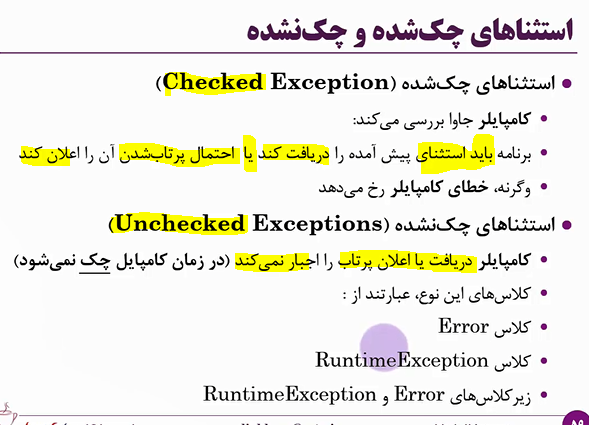 استثناهای چک‌شده و چک‌نشده
استثناهای چک‌شده (Checked Exception)
کامپایلر جاوا بررسی می‌کند:
برنامه باید استثنای پیش آمده را دریافت کند یا احتمال پرتاب‌شدن آن را اعلان کند
وگرنه، خطای کامپایلر رخ می‌دهد
استثناهای چک‌نشده (Unchecked Exceptions)
کامپایلر دریافت یا اعلان پرتاب را اجبار نمی‌کند (در زمان کامپایل چک نمی‌شود)
کلاس‌های این نوع، عبارتند از :
کلاس Error
کلاس RuntimeException
زیرکلاس‌های Error و RuntimeException